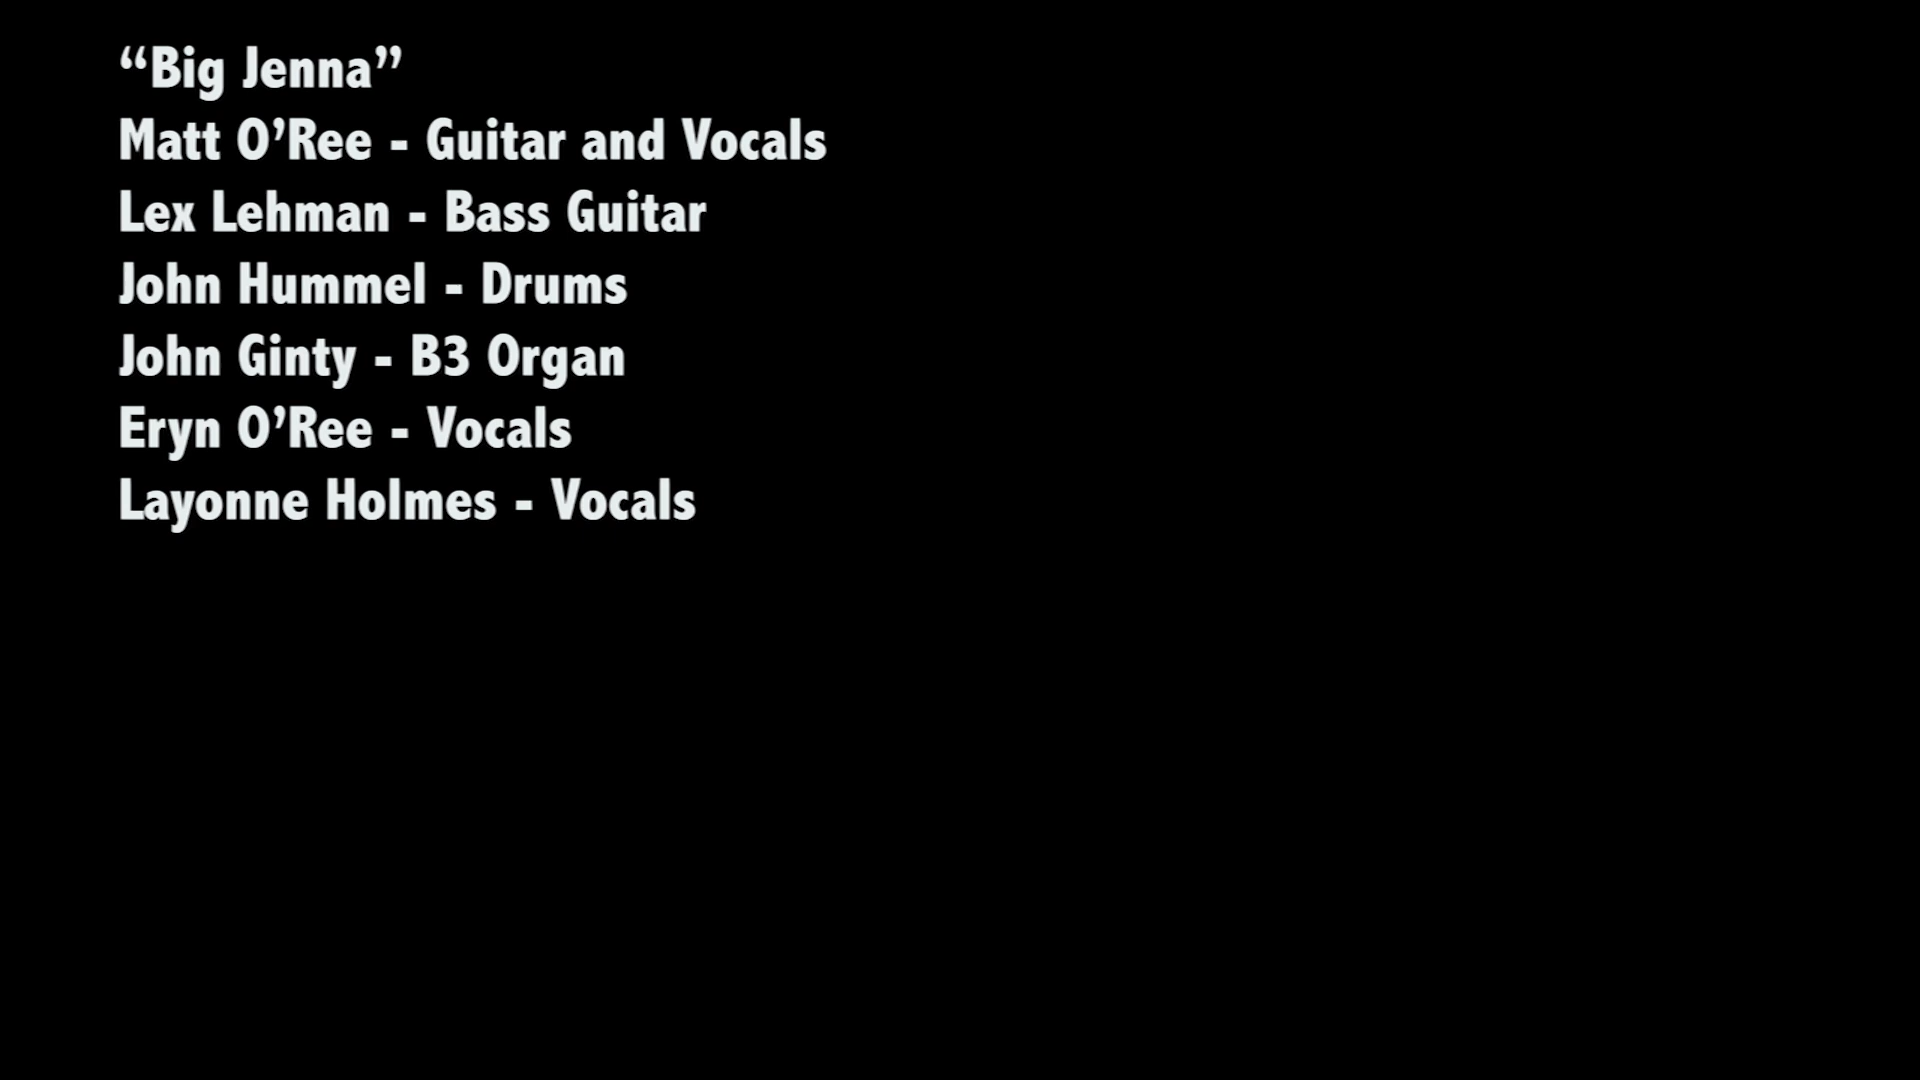 “Big Jenna”
Matt O’Ree - Guitar and Vocals
Lex Lehman - Bass Guitar
John Hummel - Drums
John Ginty - B3 Organ
Eryn O’Ree - Vocals
Layonne Holmes - Vocals